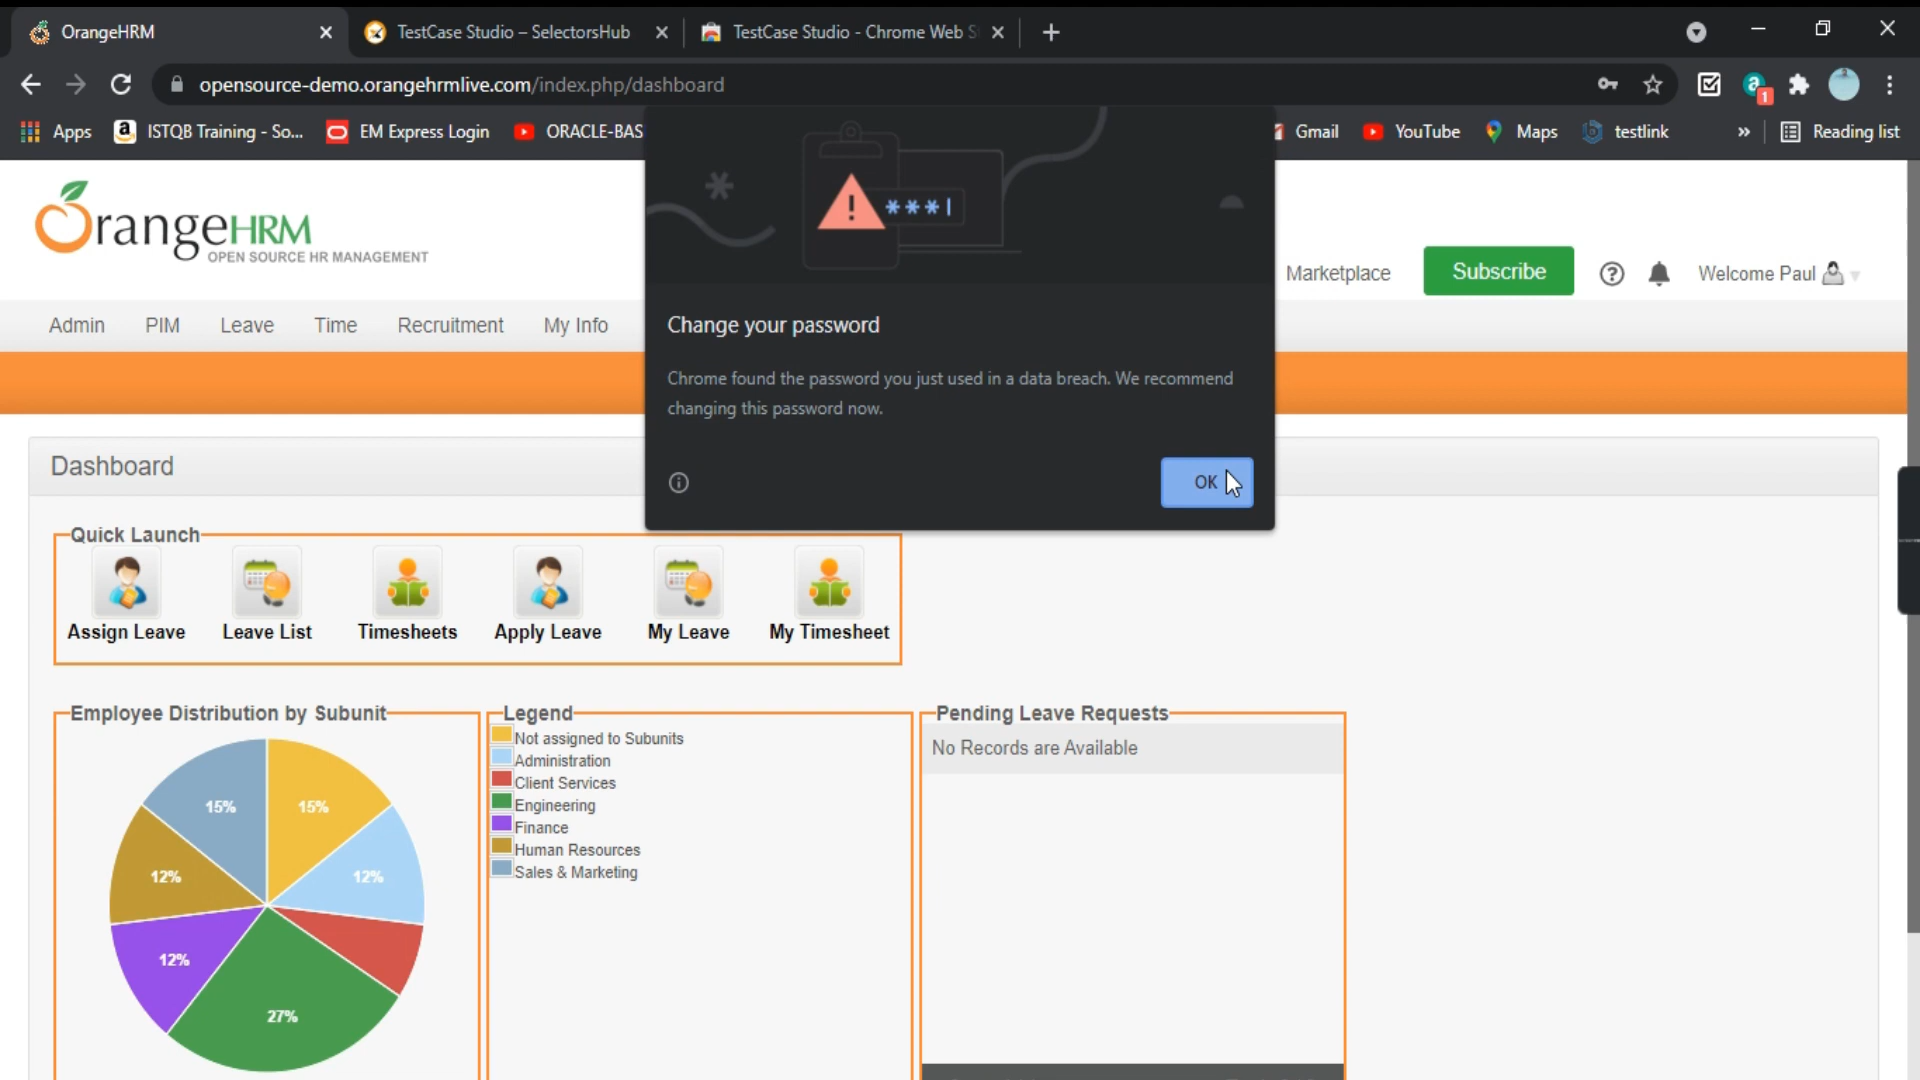 OrangeHRM
TestCase Studio – SelectorsHub
TestCase Studio - Chrome Web S
opensource-demo.orangehrmlive.com/index.php/dashboard
1
Apps
ISTQB Training - So...
EM Express Login
ORACLE-BAS
Gmail
YouTube
Maps
testlink
»
Reading list
OrangeHRM
OPEN SOURCE HR MANAGEMENT
***|
Marketplace
Subscribe
Welcome Paul
Admin
PIM
Leave
Time
Recruitment
My Info
Change your password
Chrome found the password you just used in a data breach. We recommend
changing this password now.
OK
Dashboard
Quick Launch
Assign Leave
Leave List
Timesheets
Apply Leave
My Leave
My Timesheet
Employee Distribution by Subunit
Legend
Pending Leave Requests
Not assigned to Subunits
No Records are Available
Administration
Client Services
Engineering
Finance
Human Resources
Sales & Marketing
15%
15%
12%
12%
12%
27%